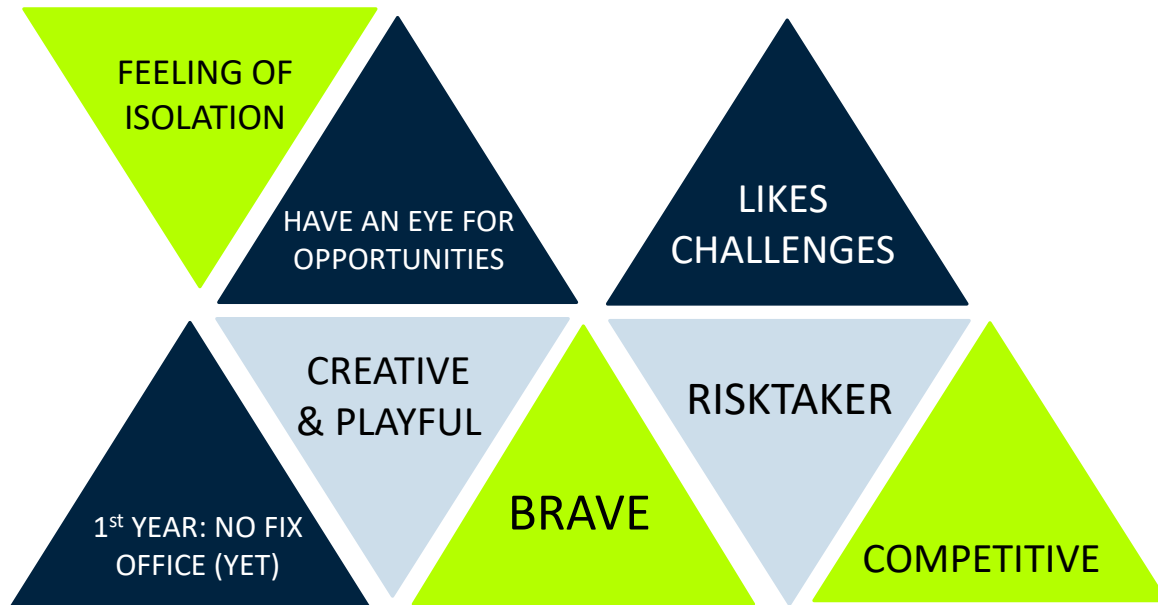 FEELING OF
ISOLATION
HAVE AN EYE FOR
OPPORTUNITIES
LIKES
CHALLENGES
1st YEAR: NO FIX
OFFICE (YET)
CREATIVE
& PLAYFUL
BRAVE
RISKTAKER
COMPETITIVE